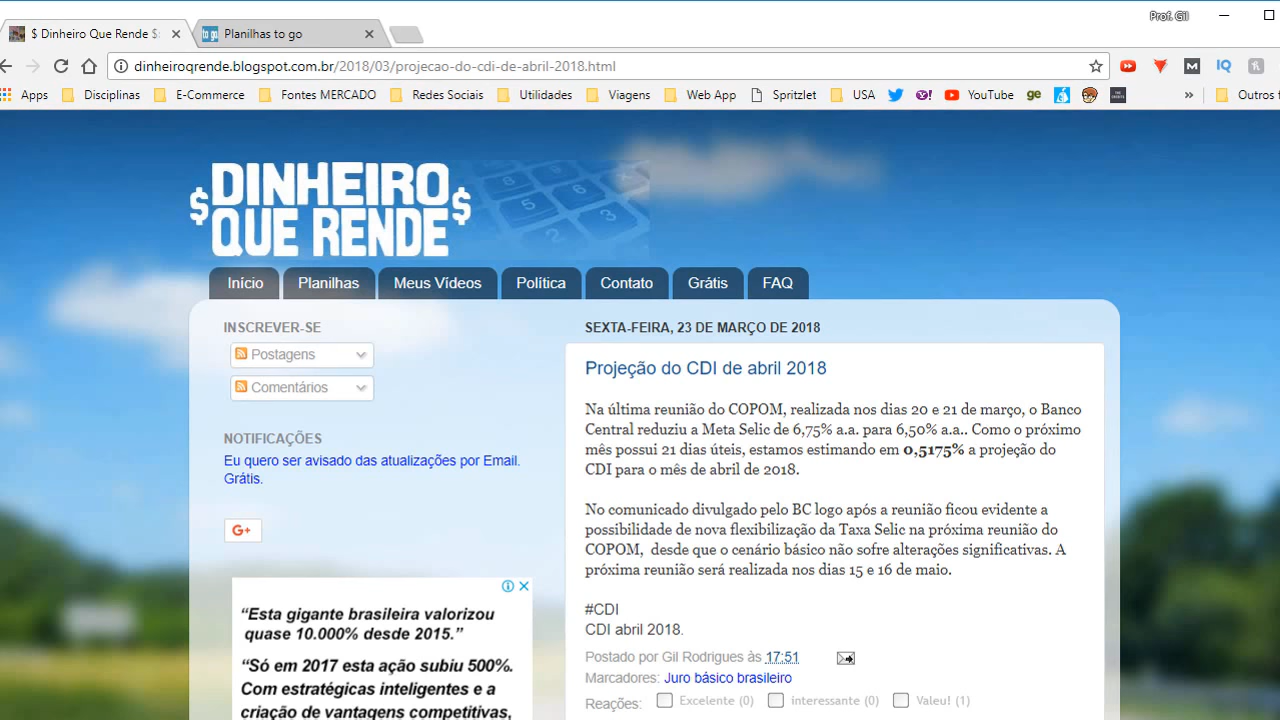 Prof. Gil
$ Dinheiro Que Rende $:
to go Planilhas to go
dinheiroqrende.blogspot.com.br/2018/03/projecao-do-cdi-de-abril-2018.html
M IQ
Apps Disciplinas E-Commerce Fontes MERCADO Redes Sociais Utilidades Viagens Web App Spritzlet USA YouTube ge » Outros f
$DINHEIRO$
QUE RENDE
Início Planilhas Meus Vídeos Política Contato Grátis FAQ
INSCREVER-SE
Postagens
Comentários
NOTIFICAÇÕES
Eu quero ser avisado das atualizações por Email.
Grátis.
G+
“Esta gigante brasileira valorizou
quase 10.000% desde 2015.”
“Só em 2017 esta ação subiu 500%.
Com estratégicas inteligentes e a
criação de vantagens competitivas,
SEXTA-FEIRA, 23 DE MARÇO DE 2018
Projeção do CDI de abril 2018
Na última reunião do COPOM, realizada nos dias 20 e 21 de março, o Banco
Central reduziu a Meta Selic de 6,75% a.a. para 6,50% a.a.. Como o próximo
mês possui 21 dias úteis, estamos estimando em 0,5175% a projeção do
CDI para o mês de abril de 2018.
No comunicado divulgado pelo BC logo após a reunião ficou evidente a
possibilidade de nova flexibilização da Taxa Selic na próxima reunião do
COPOM, desde que o cenário básico não sofre alterações significativas. A
próxima reunião será realizada nos dias 15 e 16 de maio.
#CDI
CDI abril 2018.
Postado por Gil Rodrigues às 17:51
Marcadores: Juro básico brasileiro
Reações: Excelente (0) interessante (0) Valeu! (1)